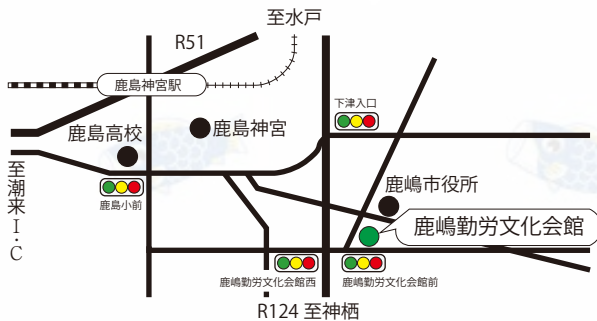 至水戸
R51
鹿島神宮駅
下津入口
鹿島高校
鹿島神宮
至潮来I・C
鹿島小前
鹿嶋市役所
鹿嶋勤労文化会館
鹿嶋勤労文化会館西
鹿嶋勤労文化会館前
R124 至神栖